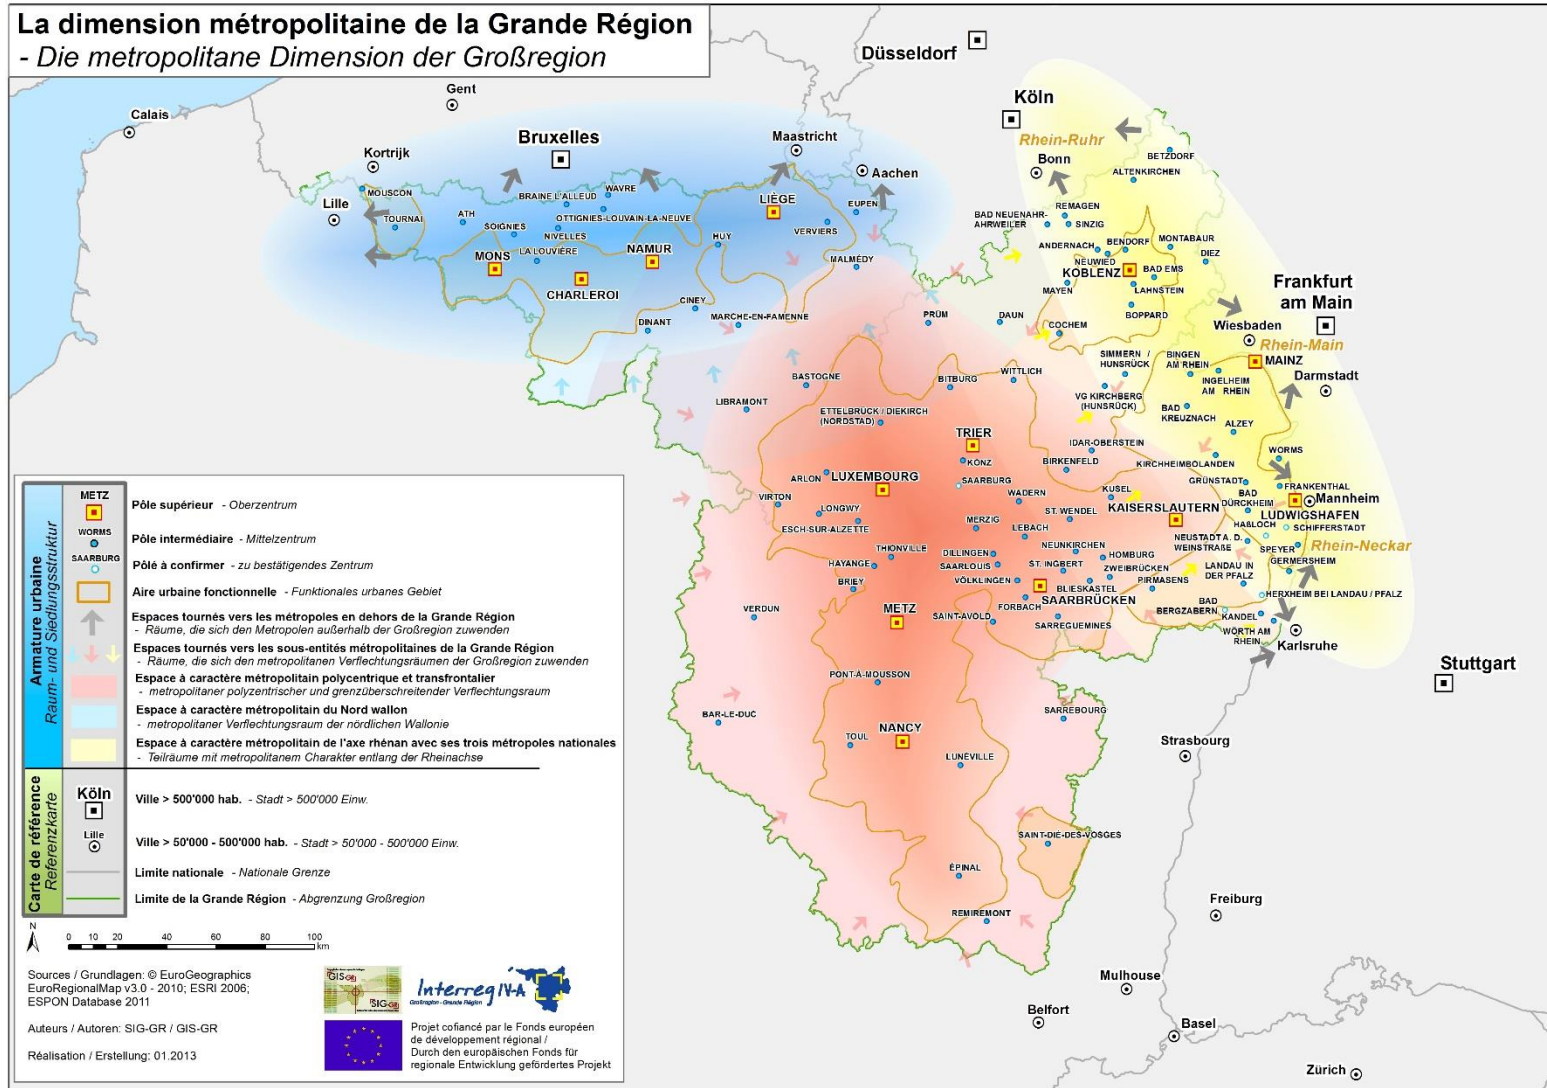 La dimension métropolitaine de la Grande Région
- Die metropolitane Dimension der Großregion
Düsseldorf
Gent
Calais
Köln
Bruxelles
Maastricht
Rhein-Ruhr
Kortrijk
Bonn
BETZDORF
Aachen
ALTENKIRCHEN
MOUSCON
WAVRE
BRAINE L'ALLEUD
Lille
LIÈGE
EUPEN
REMAGEN
TOURNAI
ATH
OTTIGNIES-LOUVAIN-LA-NEUVE
BAD NEUENAHR-
AHRWEILER
SINZIG
SOIGNIES
NIVELLES
VERVIERS
HUY
ANDERNACH
BENDORF
MONTABAUR
LA LOUVIÈRE
NAMUR
MONS
MALMÉDY
NEUWIED
DIEZ
KOBLENZ
BAD EMS
CHARLEROI
MAYEN
LAHNSTEIN
Frankfurt
am Main
CINEY
MARCHE-EN-FAMENNE
BOPPARD
DINANT
PRÜM
DAUN
COCHEM
Wiesbaden
Rhein-Main
SIMMERN /
HUNSRÜCK
BINGEN
AM RHEIN
MAINZ
BASTOGNE
BITBURG
WITTLICH
INGELHEIM
AM RHEIN
Darmstadt
LIBRAMONT
VG KIRCHBERG
(HUNSRÜCK)
BAD
KREUZNACH
ETTELBRÜCK / DIEKIRCH
(NORDSTAD)
ALZEY
TRIER
IDAR-OBERSTEIN
WORMS
KONZ
BIRKENFELD
KIRCHHEIMBOLANDEN
ARLON
LUXEMBOURG
SAARBURG
GRÜNSTADT
FRANKENTHAL
VIRTON
WADERN
KUSEL
BAD
DÜRCKHEIM
Mannheim
LONGWY
KAISERSLAUTERN
LUDWIGSHAFEN
ESCH-SUR-ALZETTE
MERZIG
ST. WENDEL
HAßLOCH
SCHIFFERSTADT
LEBACH
NEUSTADT A. D.
WEINSTRAßE
THIONVILLE
DILLINGEN
NEUNKIRCHEN
HOMBURG
SPEYER
Rhein-Neckar
HAYANGE
SAARLOUIS
ST. INGBERT
ZWEIBRÜCKEN
LANDAU IN
DER PFALZ
GERMERSHEIM
BRIEY
VÖLKLINGEN
BLIESKASTEL
PIRMASENS
SAARBRÜCKEN
HERXHEIM BEI LANDAU / PFALZ
VERDUN
METZ
FORBACH
BAD
BERGZABERN
SAINT-AVOLD
SARREGUEMINES
KANDEL
WÖRTH AM
RHEIN
Karlsruhe
Stuttgart
PONT-À-MOUSSON
BAR-LE-DUC
SARREBOURG
TOUL
NANCY
Strasbourg
LUNÉVILLE
SAINT-DIÉ-DES-VOSGES
ÉPINAL
Freiburg
REMIREMONT
Mulhouse
Belfort
Basel
Zürich
Armature urbaine
Raum- und Siedlungsstruktur
METZ
Pôle supérieur - Oberzentrum
WORMS
Pôle intermédiaire - Mittelzentrum
SAARBURG
Pôlé à confirmer - zu bestätigendes Zentrum
Aire urbaine fonctionnelle - Funktionales urbanes Gebiet
Espaces tournés vers les métropoles en dehors de la Grande Région
- Räume, die sich den Metropolen außerhalb der Großregion zuwenden
Espaces tournés vers les sous-entités métropolitaines de la Grande Région
- Räume, die sich den metropolitanen Verflechtungsräumen der Großregion zuwenden
Espace à caractère métropolitain polycentrique et transfrontalier
- metropolitaner polyzentrischer und grenzüberschreitender Verflechtungsraum
Espace à caractère métropolitain du Nord wallon
- metropolitaner Verflechtungsraum der nördlichen Wallonie
Espace à caractère métropolitain de l'axe rhénan avec ses trois métropoles nationales
- Teilräume mit metropolitanem Charakter entlang der Rheinachse
Carte de référence
Referenzkarte
Köln
Ville > 500'000 hab. - Stadt > 500'000 Einw.
Lille
Ville > 50'000 - 500'000 hab. - Stadt > 50'000 - 500'000 Einw.
Limite nationale - Nationale Grenze
Limite de la Grande Région - Abgrenzung Großregion
N
0 10 20 40 60 80 100
km
Sources / Grundlagen: © EuroGeographics
EuroRegionalMap v3.0 - 2010; ESRI 2006;
ESPON Database 2011
Auteurs / Autoren: SIG-GR / GIS-GR
Réalisation / Erstellung: 01.2013
GIS-GR
SIG-GR
Interreg IV-A
Großregion - Grande Région
Projet cofiancé par le Fonds européen
de dévelopement régional /
Durch den europäischen Fonds für
regionale Entwicklung gefördertes Projekt